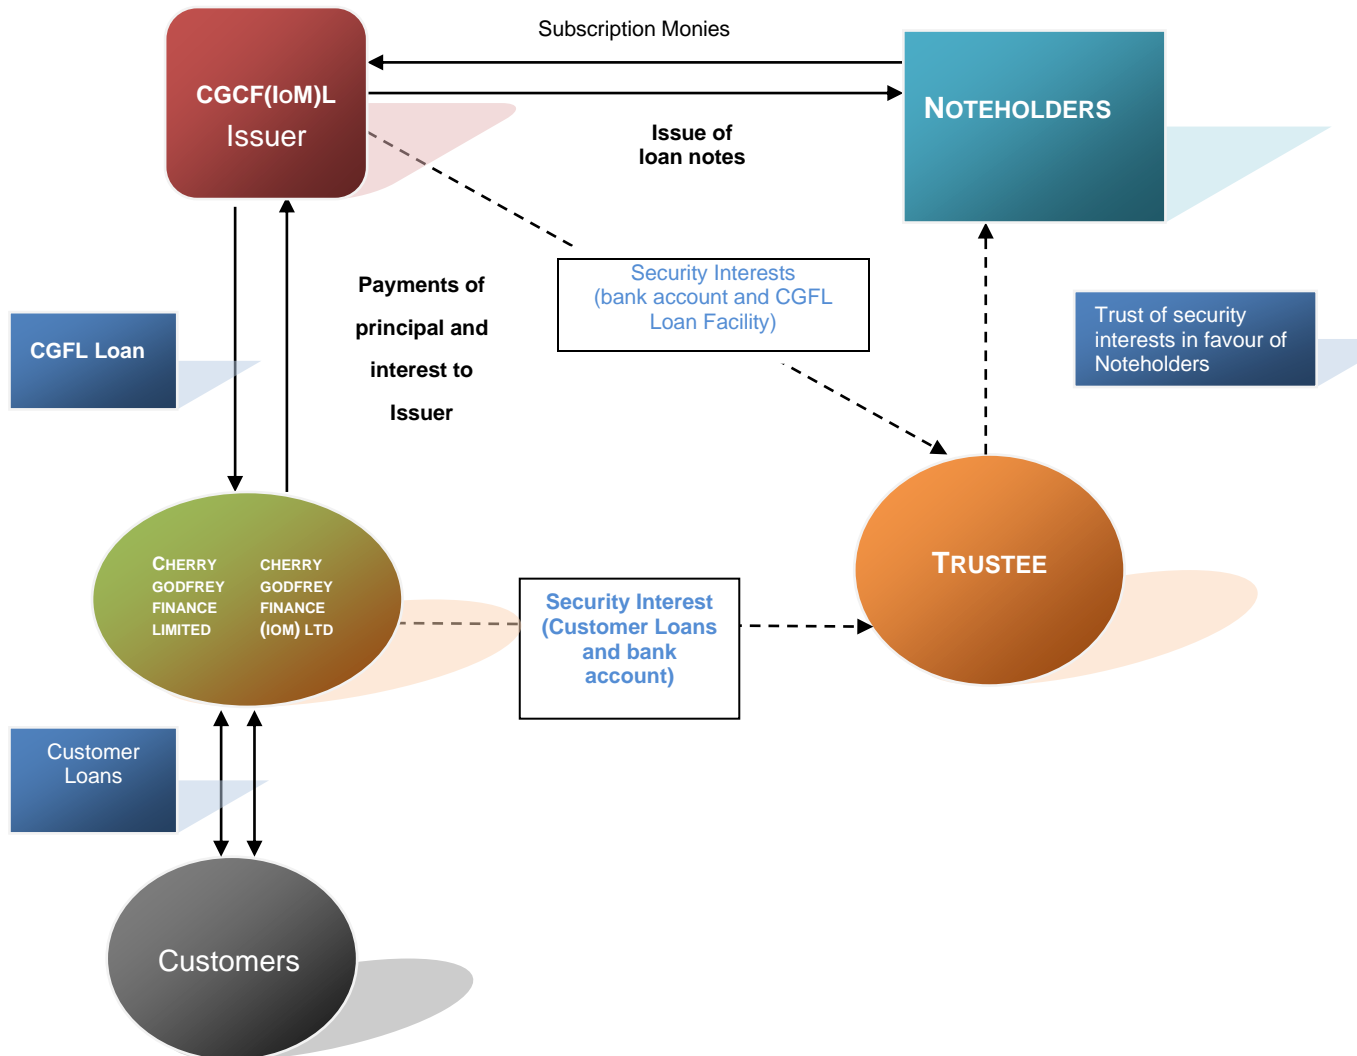 Subscription Monies
CGCF(IoM)L
Issuer
NOTEHOLDERS
Issue of
loan notes
Security Interests
(bank account and CGFL
Loan Facility)
Payments of
principal and
interest to
Issuer
CGFL Loan
Trust of security
interests in favour of
Noteholders
CHERRY
GODFREY
FINANCE
LIMITED
CHERRY
GODFREY
FINANCE
(IOM) LTD
TRUSTEE
Security Interest
(Customer Loans
and bank
account)
Customer
Loans
Customers